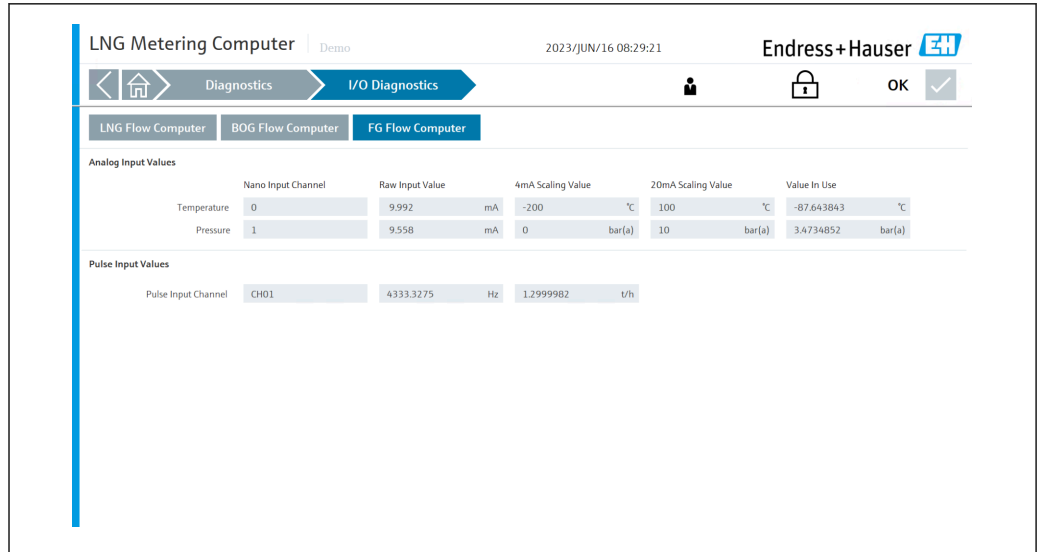 LNG Metering Computer Demo 2023/JUN/16 08:29:21 Endress+Hauser EH
Diagnostics I/O Diagnostics OK
LNG Flow Computer BOG Flow Computer FG Flow Computer
Analog Input Values
Nano Input Channel Raw Input Value 4mA Scaling Value 20mA Scaling Value Value In Use
Temperature 0 9.992 mA -200 °C 100 °C -87.643843 °C
Pressure 1 9.558 mA 0 bar(a) 10 bar(a) 3.4734852 bar(a)
Pulse Input Values
Pulse Input Channel CH01 4333.3275 Hz 1.2999982 t/h